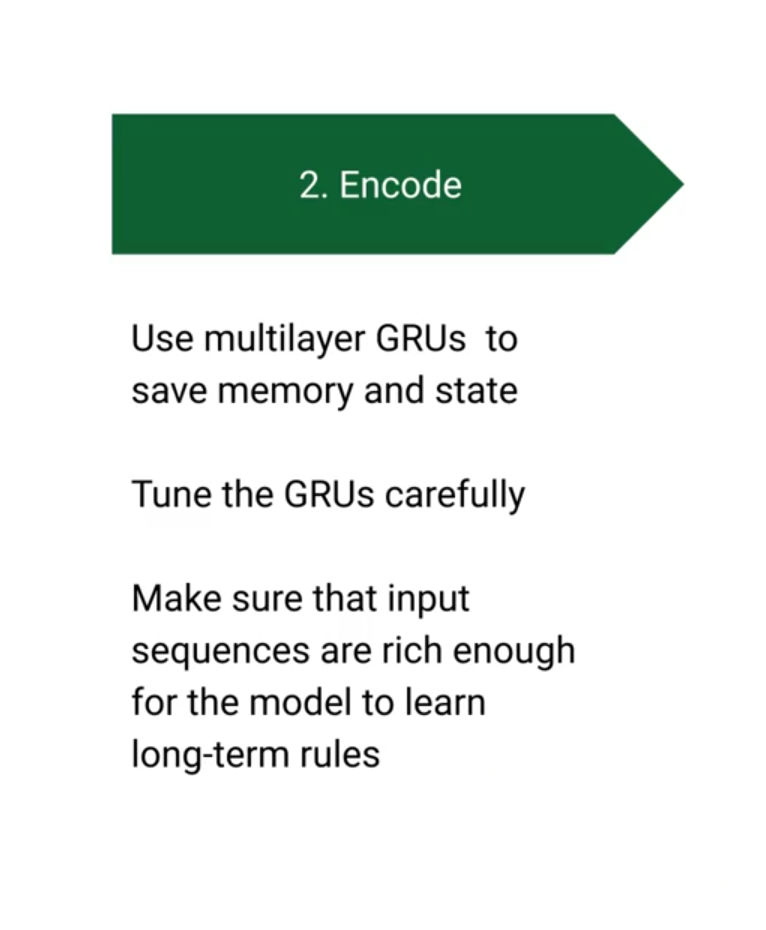 2. Encode
Use multilayer GRUs  to
save memory and state
Tune the GRUs carefully
Make sure that input
sequences are rich enough
for the model to learn
long-term rules